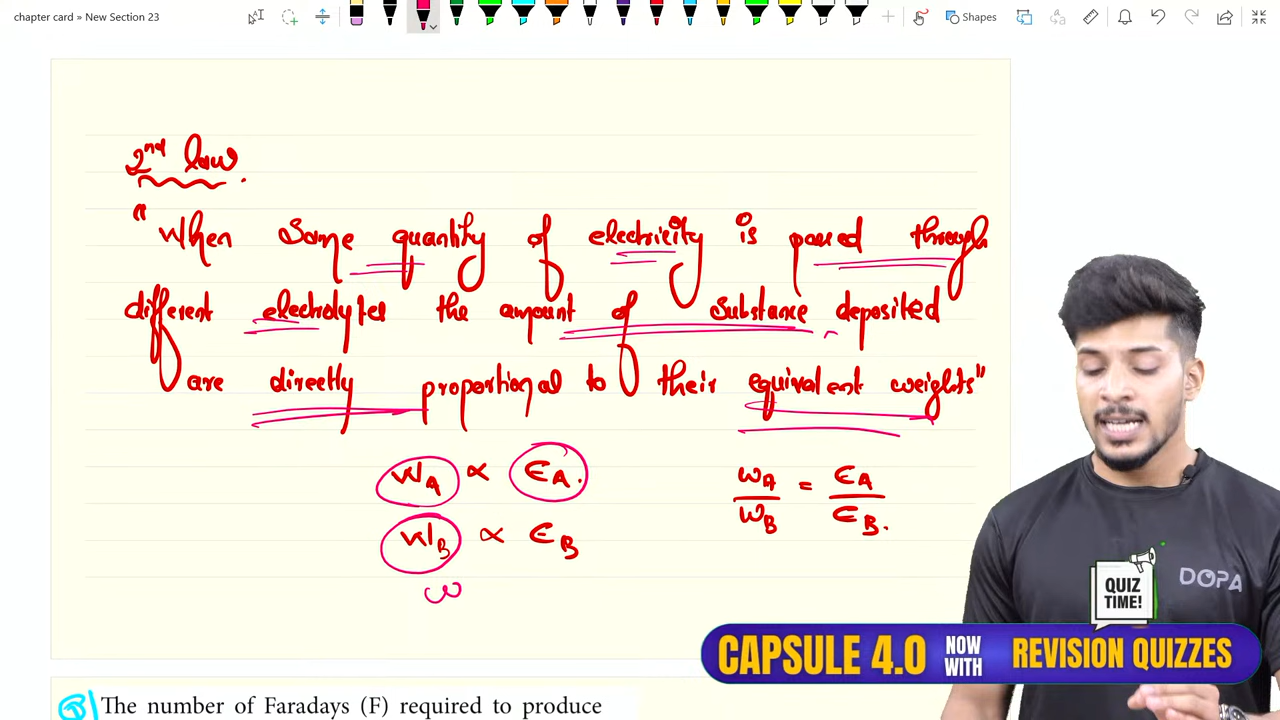 chapter card » New Section 23
Shapes
2nd law.
"When Same quantity of electricity is passed through
different electrolytes the amount of Substance deposited
are directly proportional to their equivalent weights"
WA ∝ EA.
WB ∝ EB
ω
WA/WB = EA/EB.
DOPA
QUIZ
TIME!
CAPSULE 4.0 NOW WITH REVISION QUIZZES
The number of Faradays (F) required to produce